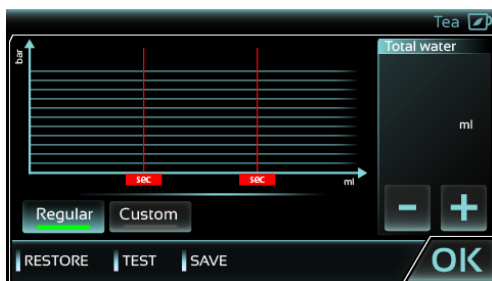 Tea
Total water
bar
ml
sec
sec
ml
- +
Regular
Custom
RESTORE
TEST
SAVE
OK